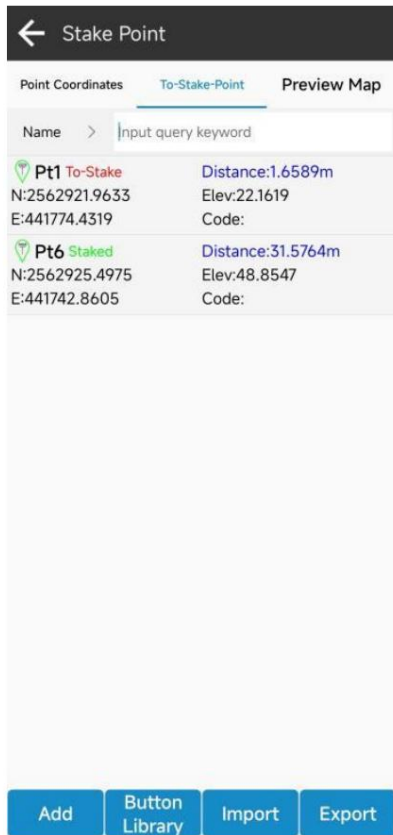 Stake Point
Point Coordinates To-Stake-Point Preview Map
Name > Input query keyword
Pt1 To-Stake Distance:1.6589m
N:2562921.9633 Elev:22.1619
E:441774.4319 Code:
Pt6 Staked Distance:31.5764m
N:2562925.4975 Elev:48.8547
E:441742.8605 Code:
Add Button Library Import Export